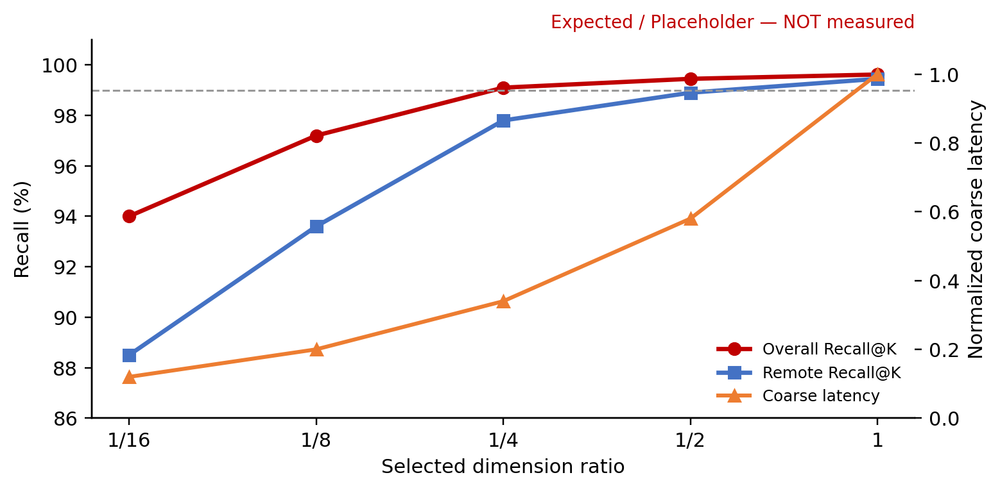 Expected / Placeholder — NOT measured
Recall (%)
100
98
96
94
92
90
88
86
1.0
0.8
0.6
0.4
0.2
0.0
Normalized coarse latency
Overall Recall@K
Remote Recall@K
Coarse latency
1/16 1/8 1/4 1/2 1
Selected dimension ratio